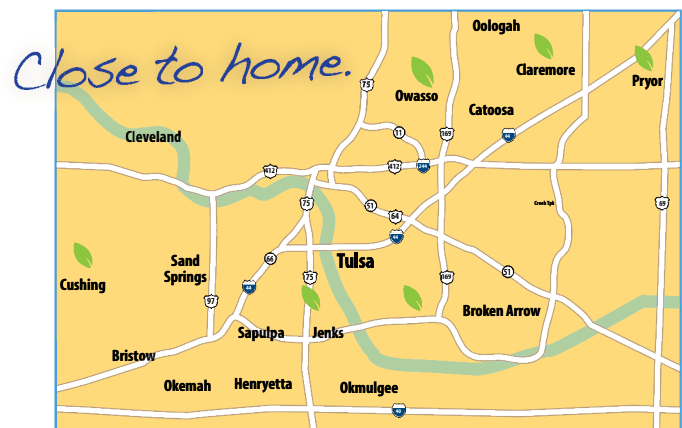 Close to home.
Oologah
Claremore
Pryor
Owasso
Catoosa
Cleveland
75
11
169
44
412
412
244
51
64
75
69
44
66
Tulsa
Sand
Springs
Cushing
44
75
169
51
97
Broken Arrow
Sapulpa
Jenks
Bristow
Okemah
Henryetta
Okmulgee
40